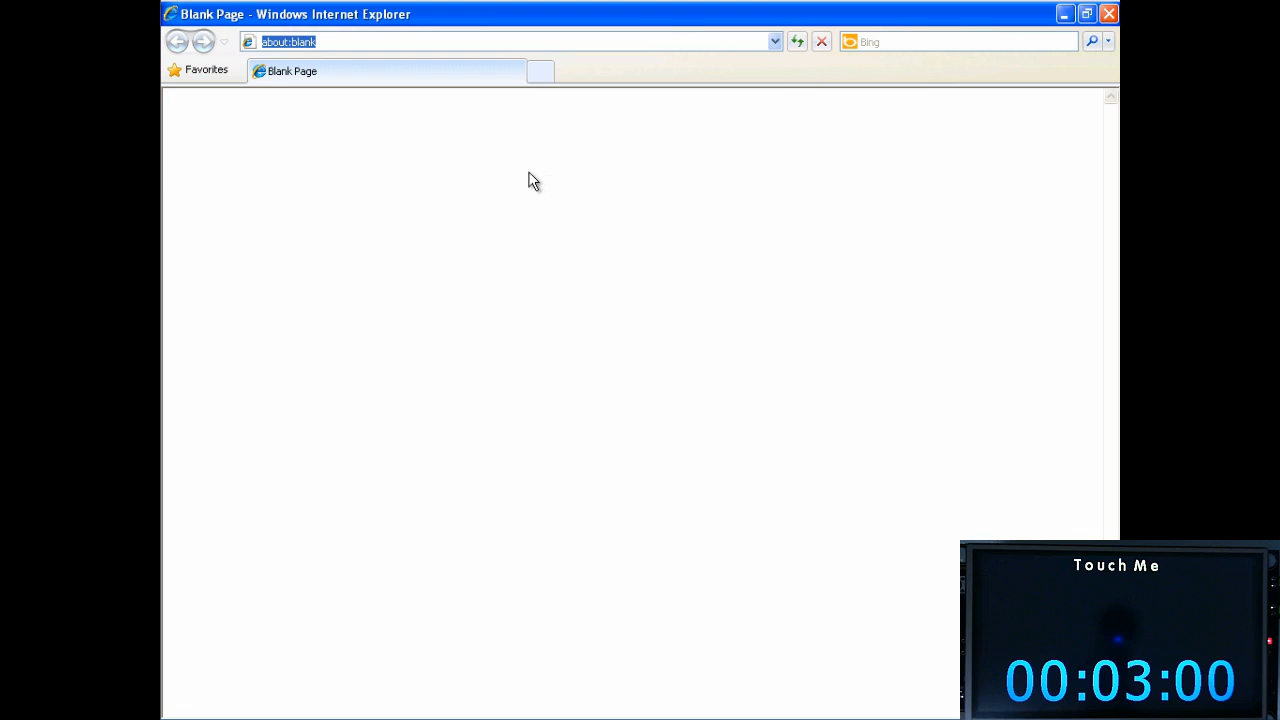 Blank Page - Windows Internet Explorer
about:blank
Bing
Favorites
Blank Page
Touch Me
00:03:00